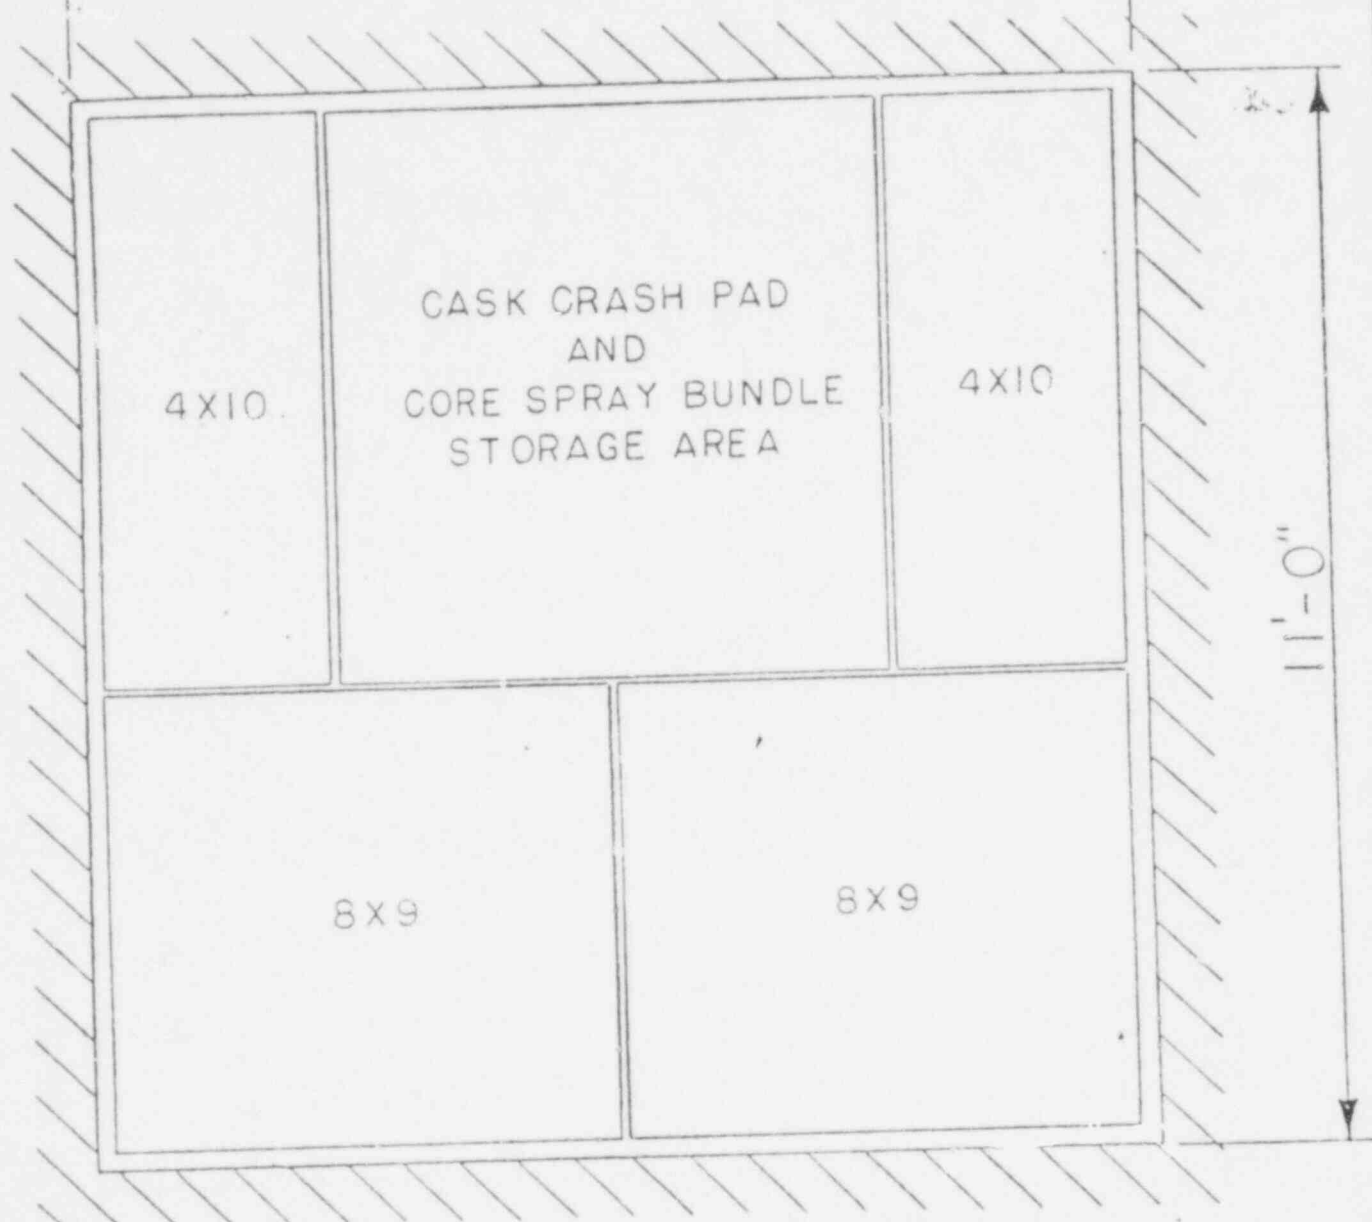 CASK CRASH PAD
AND
CORE SPRAY BUNDLE
STORAGE AREA
4X10
4X10
11'-0"
8X9
8X9